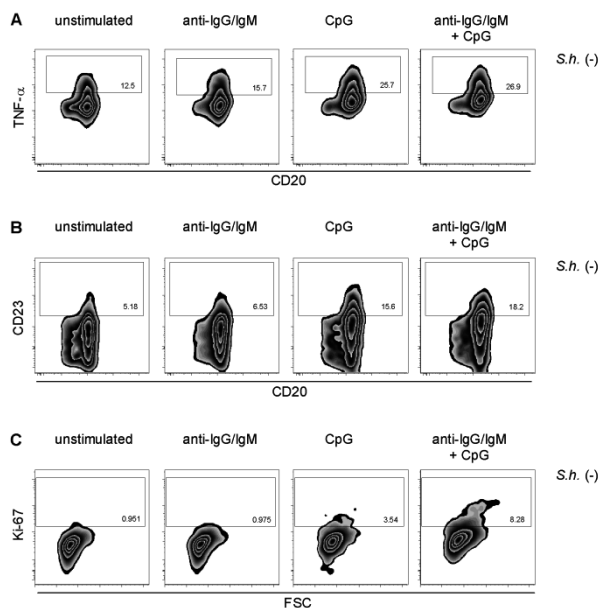 A
unstimulated
anti-IgG/IgM
CpG
anti-IgG/IgM
+ CpG
S.h. (-)
TNF-α
12.5
15.7
25.7
26.9
CD20
B
unstimulated
anti-IgG/IgM
CpG
anti-IgG/IgM
+ CpG
S.h. (-)
CD23
5.18
6.53
15.6
18.2
CD20
C
unstimulated
anti-IgG/IgM
CpG
anti-IgG/IgM
+ CpG
S.h. (-)
Ki-67
0.951
0.975
3.54
8.28
FSC